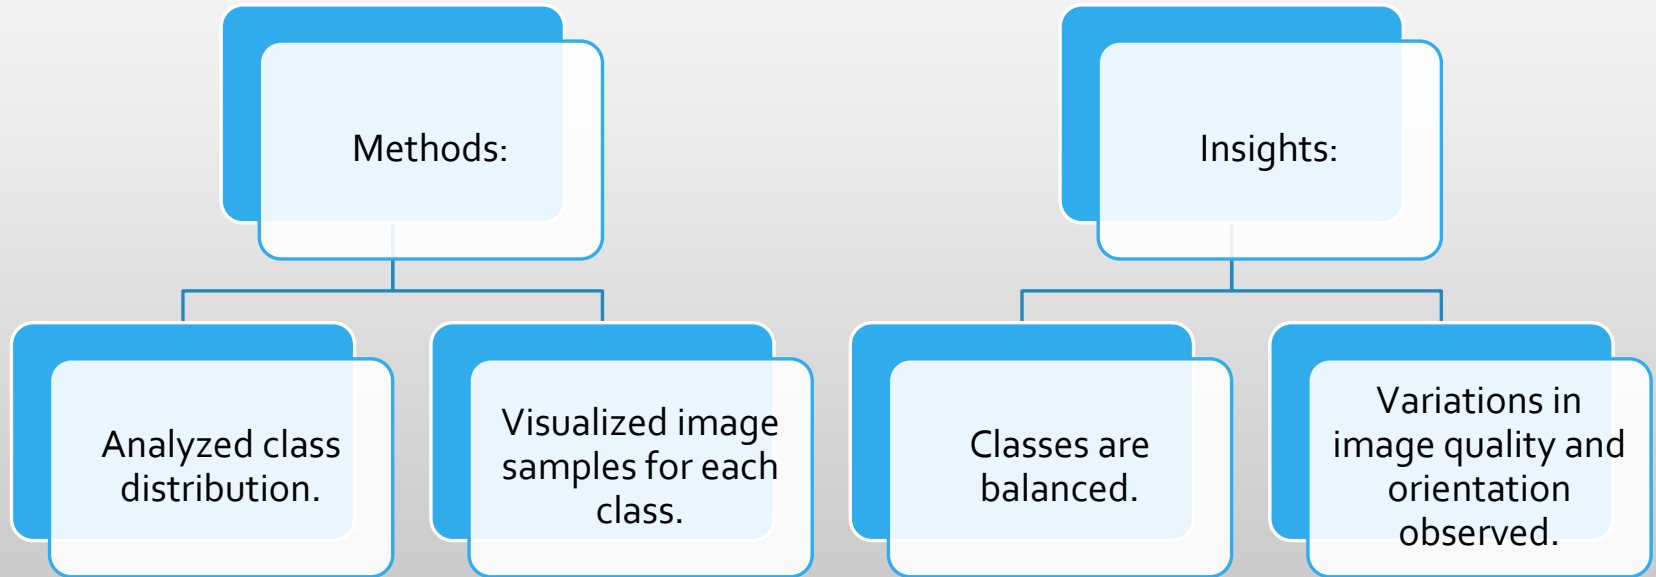 Methods:
Analyzed class
distribution.
Visualized image
samples for each
class.
Insights:
Classes are
balanced.
Variations in
image quality and
orientation
observed.